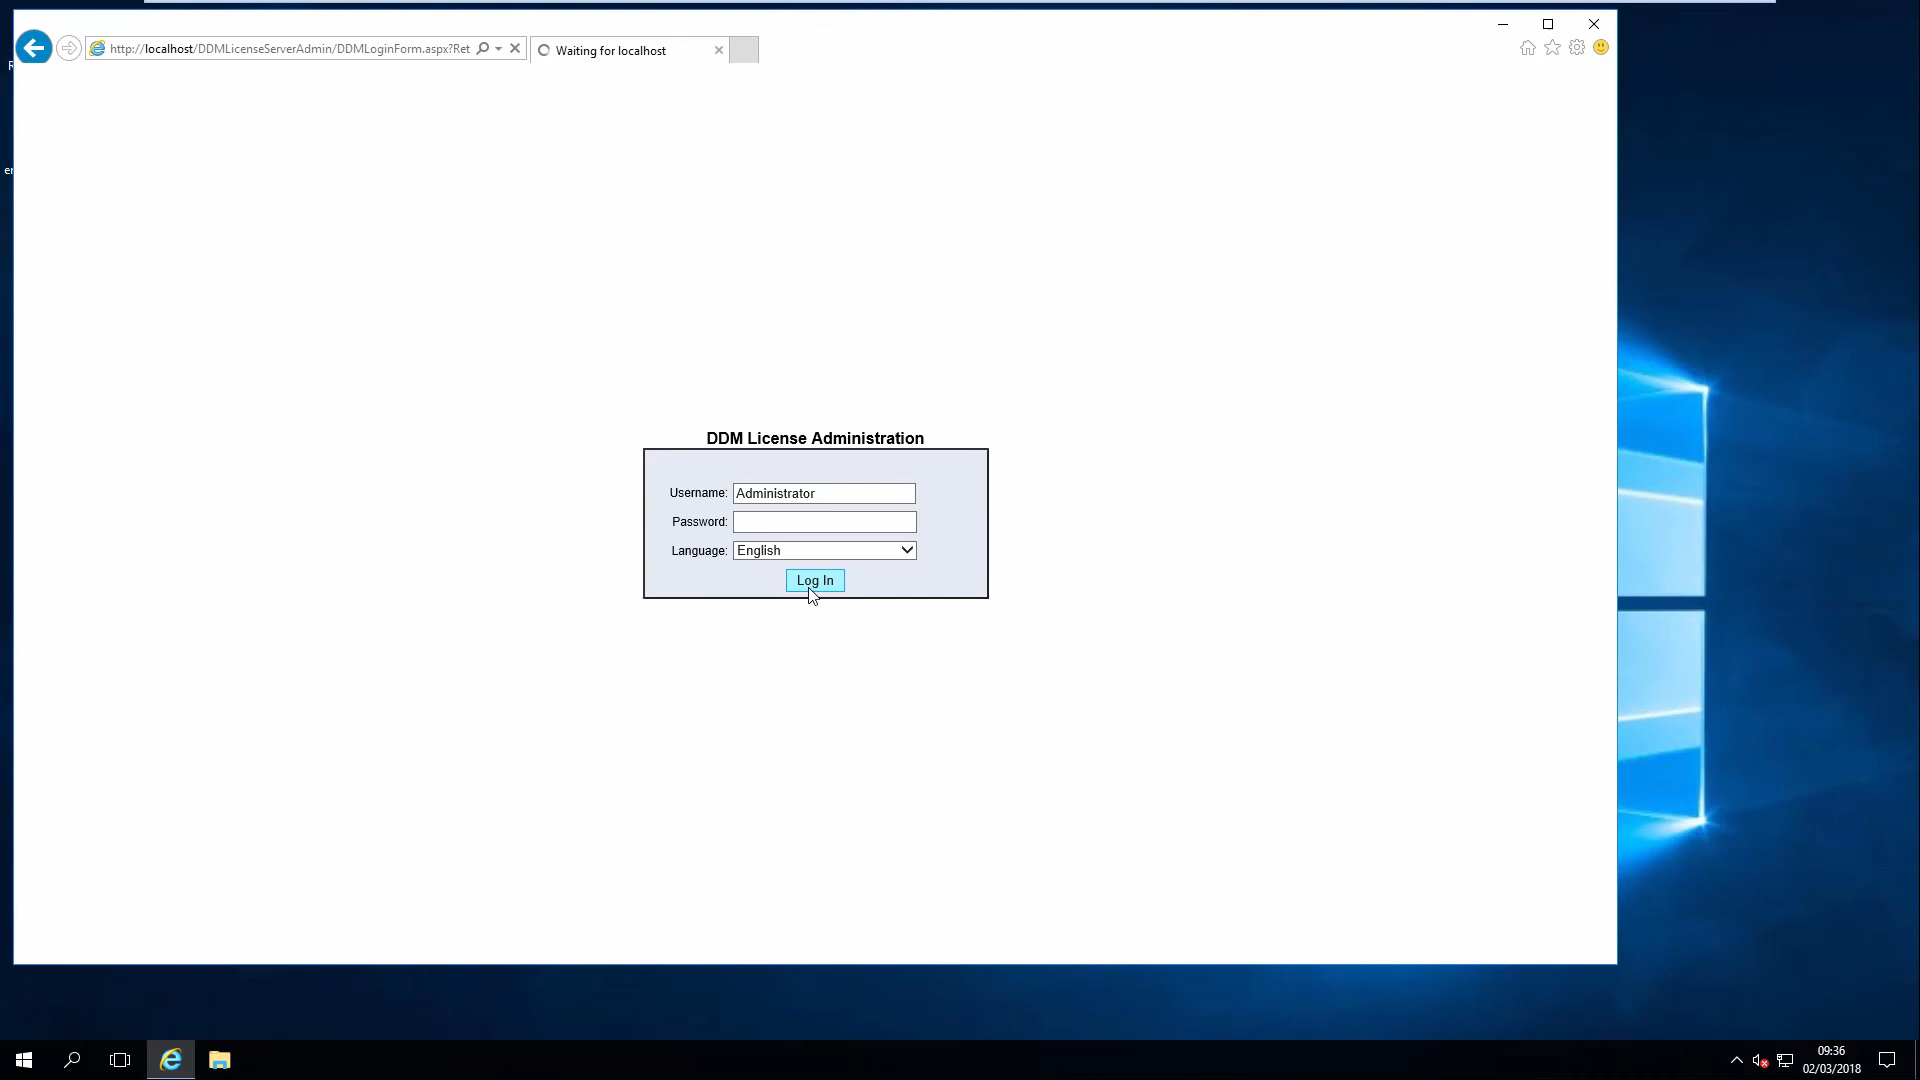 http://localhost/DDMLicenseServerAdmin/DDMLoginForm.aspx?Ret
Waiting for localhost
R
er
DDM License Administration
Username: Administrator
Password:
Language: English
Log In
09:36
02/03/2018